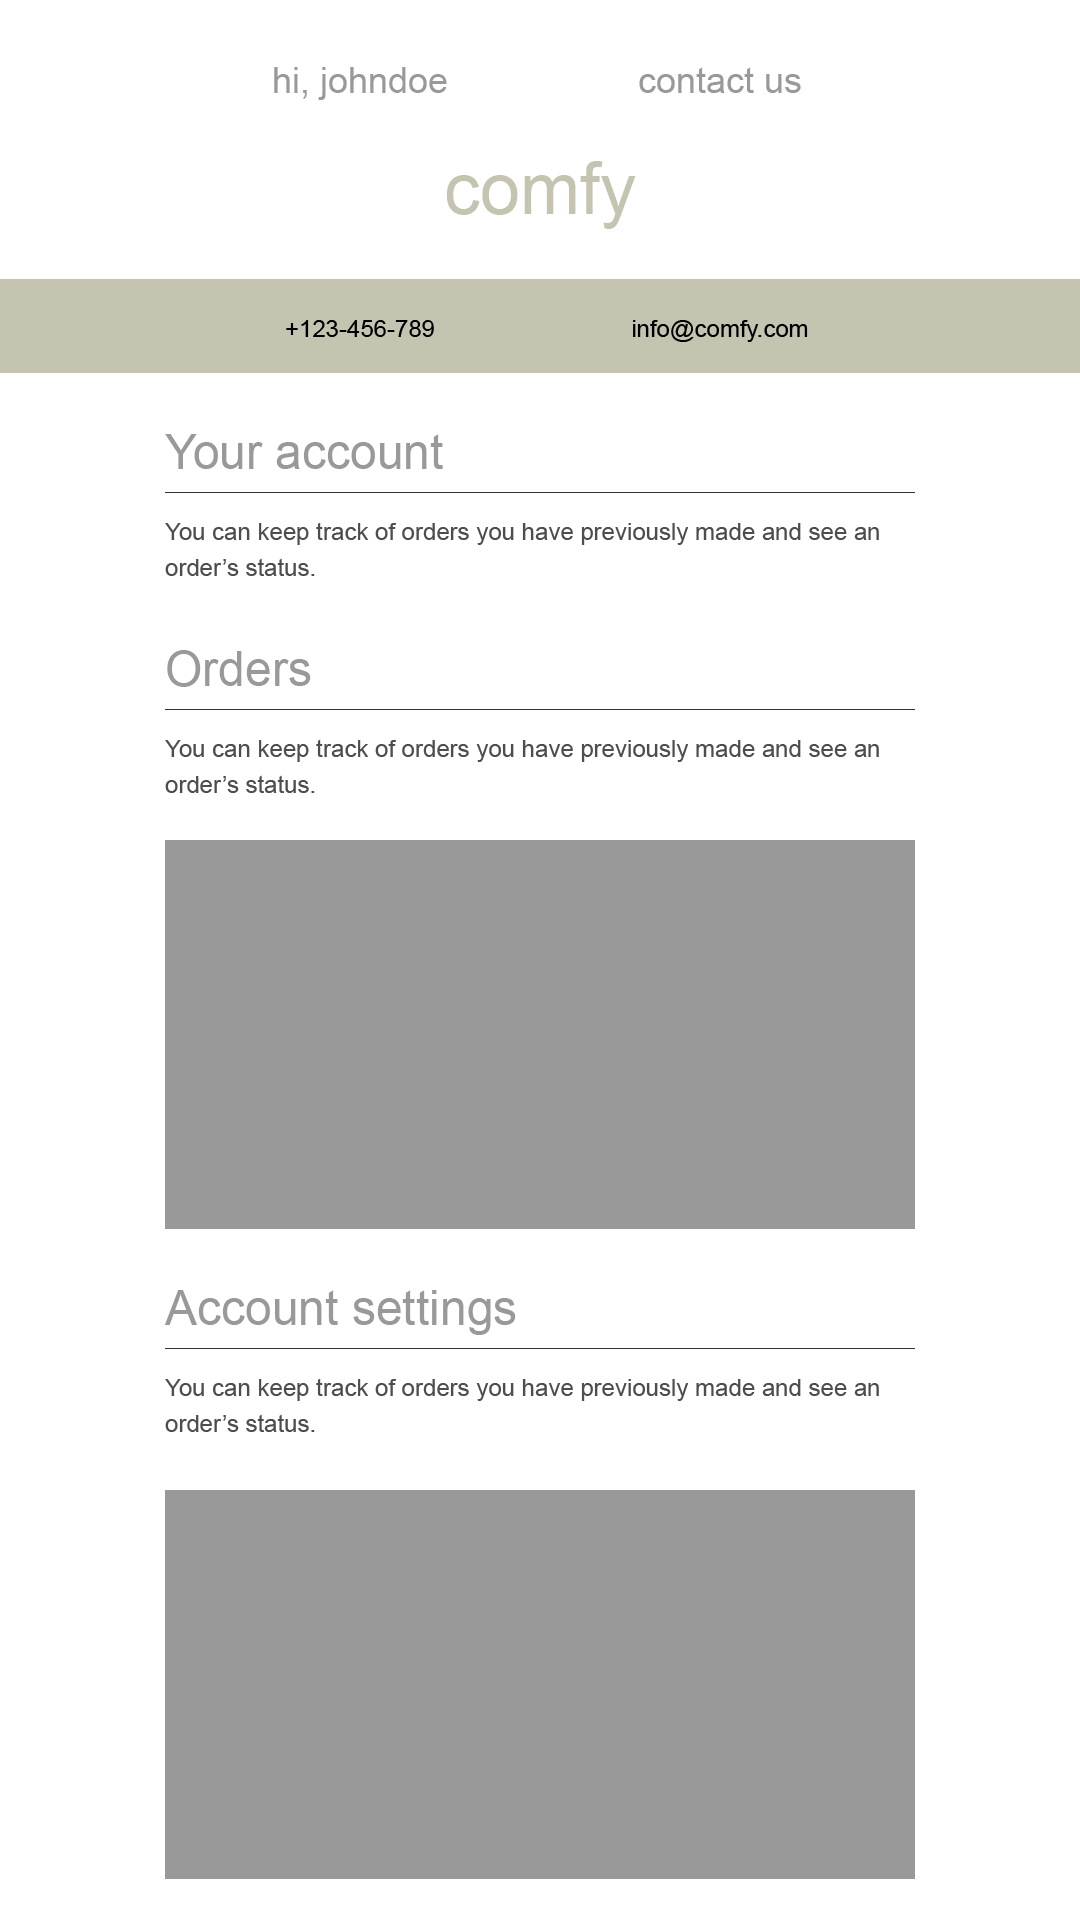 hi, johndoe
contact us
comfy
+123-456-789
info@comfy.com
Your account
You can keep track of orders you have previously made and see an
order’s status.
Orders
You can keep track of orders you have previously made and see an
order’s status.
Account settings
You can keep track of orders you have previously made and see an
order’s status.